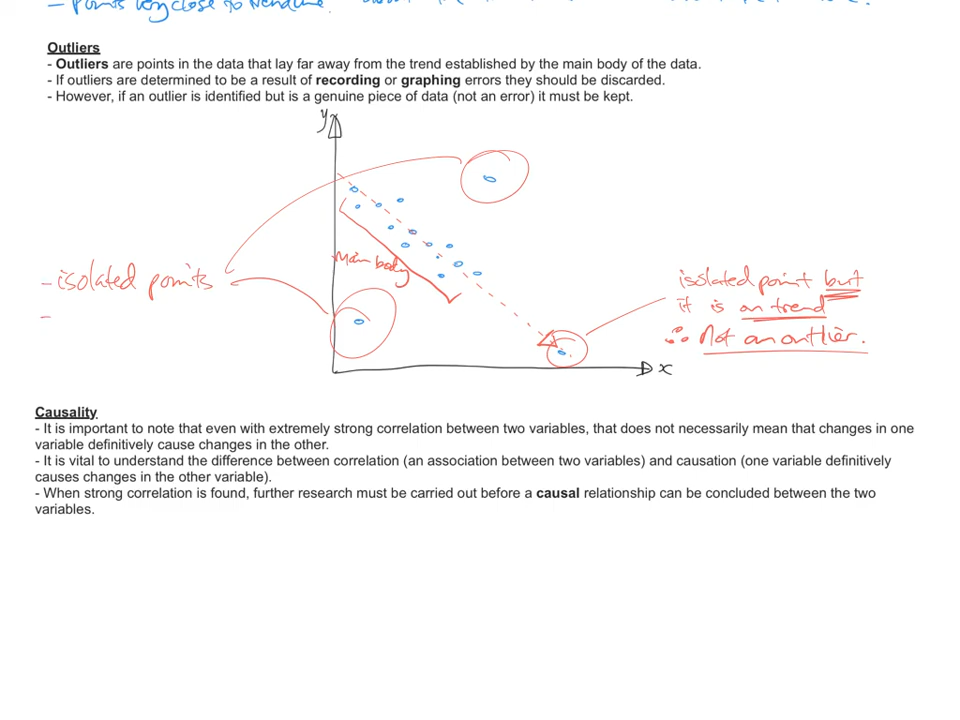 - Points very close to trendline.
Outliers
- Outliers are points in the data that lay far away from the trend established by the main body of the data.
- If outliers are determined to be a result of recording or graphing errors they should be discarded.
- However, if an outlier is identified but is a genuine piece of data (not an error) it must be kept.
y
Main body
- isolated points
-
isolated point but
it is on trend
∴ Not an outlier.
x
Causality
- It is important to note that even with extremely strong correlation between two variables, that does not necessarily mean that changes in one
variable definitively cause changes in the other.
- It is vital to understand the difference between correlation (an association between two variables) and causation (one variable definitively
causes changes in the other variable).
- When strong correlation is found, further research must be carried out before a causal relationship can be concluded between the two
variables.